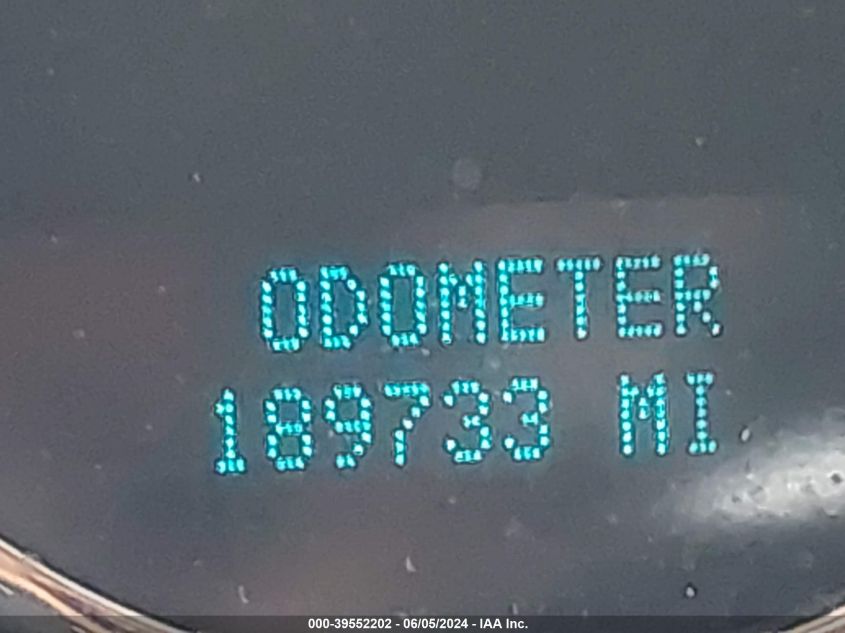 ODOMETER
189733 MI
000-39552202 - 06/05/2024 - IAA Inc.